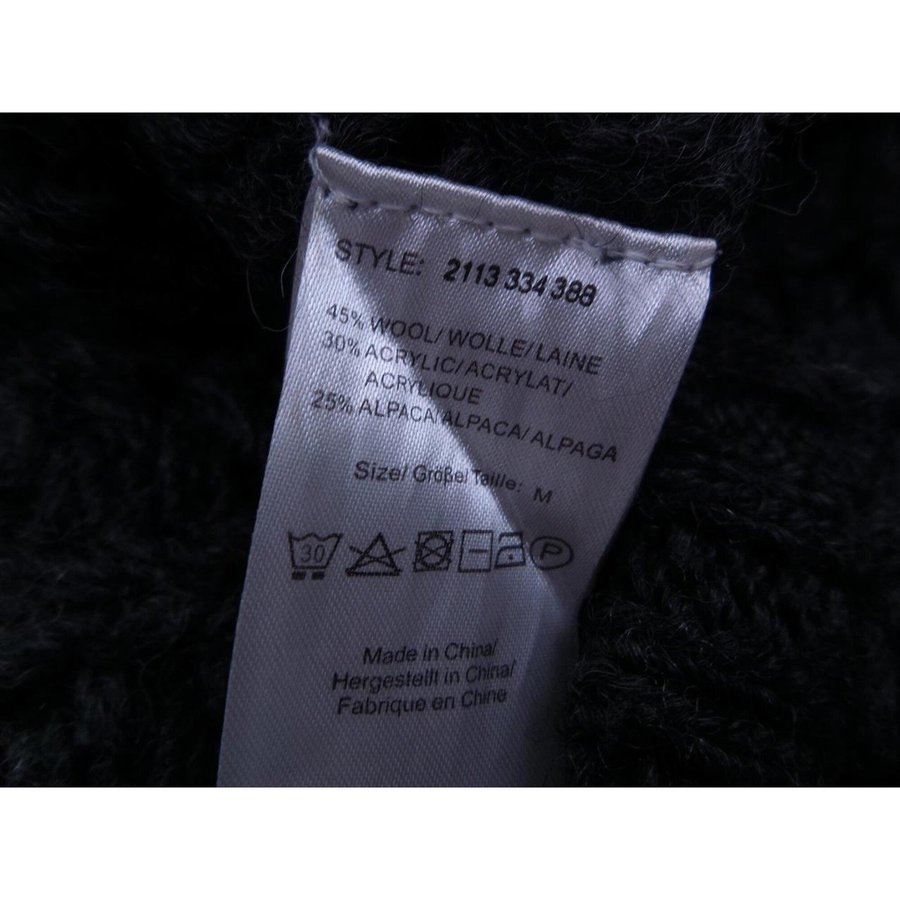 STYLE: 2113 334 388
45% WOOL/ WOLLE/ LAINE
30% ACRYLIC/ ACRYLAT/
ACRYLIQUE
25% ALPACA/ ALPACA/ ALPAGA
Size/ Größe/ Taille: M
30 P
Made in China/
Hergestellt in China/
Fabrique en Chine